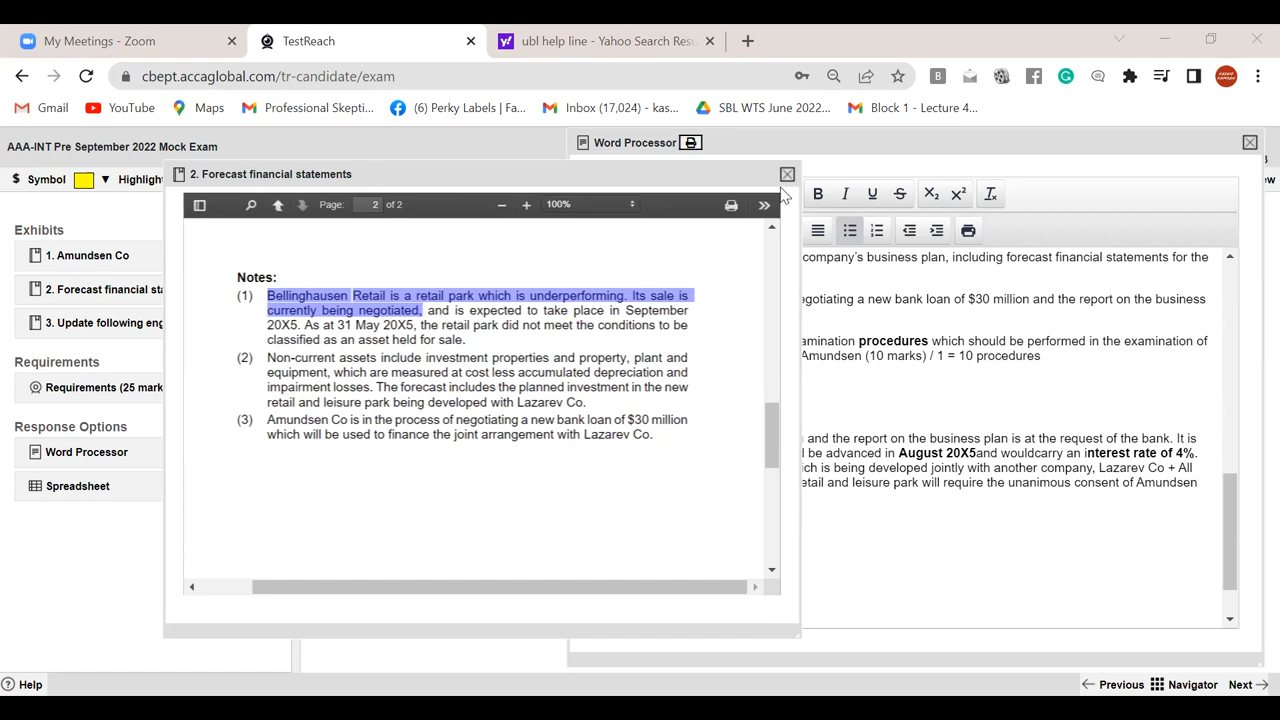 My Meetings - Zoom
TestReach
ubl help line - Yahoo Search Resu
cbept.accaglobal.com/tr-candidate/exam
Gmail
YouTube
Maps
Professional Skepti...
(6) Perky Labels | Fa...
Inbox (17,024) - kas...
SBL WTS June 2022...
Block 1 - Lecture 4...
AAA-INT Pre September 2022 Mock Exam
Word Processor
$ Symbol
Highligh
2. Forecast financial statements
Page: 2 of 2
100%
B I U S X₂ X² Tx
Exhibits
1. Amundsen Co
2. Forecast financial sta
3. Update following eng
Requirements
Requirements (25 mark
Response Options
Word Processor
Spreadsheet
Notes:
(1) Bellinghausen Retail is a retail park which is underperforming. Its sale is
currently being negotiated, and is expected to take place in September
20X5. As at 31 May 20X5, the retail park did not meet the conditions to be
classified as an asset held for sale.
(2) Non-current assets include investment properties and property, plant and
equipment, which are measured at cost less accumulated depreciation and
impairment losses. The forecast includes the planned investment in the new
retail and leisure park being developed with Lazarev Co.
(3) Amundsen Co is in the process of negotiating a new bank loan of $30 million
which will be used to finance the joint arrangement with Lazarev Co.
company's business plan, including forecast financial statements for the
egotiating a new bank loan of $30 million and the report on the business
amination procedures which should be performed in the examination of
Amundsen (10 marks) / 1 = 10 procedures
n and the report on the business plan is at the request of the bank. It is
d be advanced in August 20X5and wouldcarry an interest rate of 4%.
hich is being developed jointly with another company, Lazarev Co + All
etail and leisure park will require the unanimous consent of Amundsen
Help
Previous
Navigator
Next